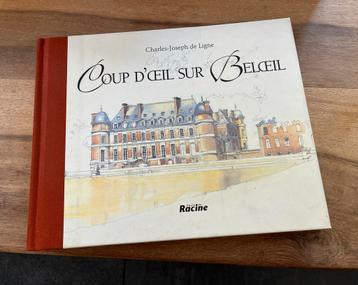 Charles-Joseph de Ligne
Coup d'œil sur Belœil
Racine